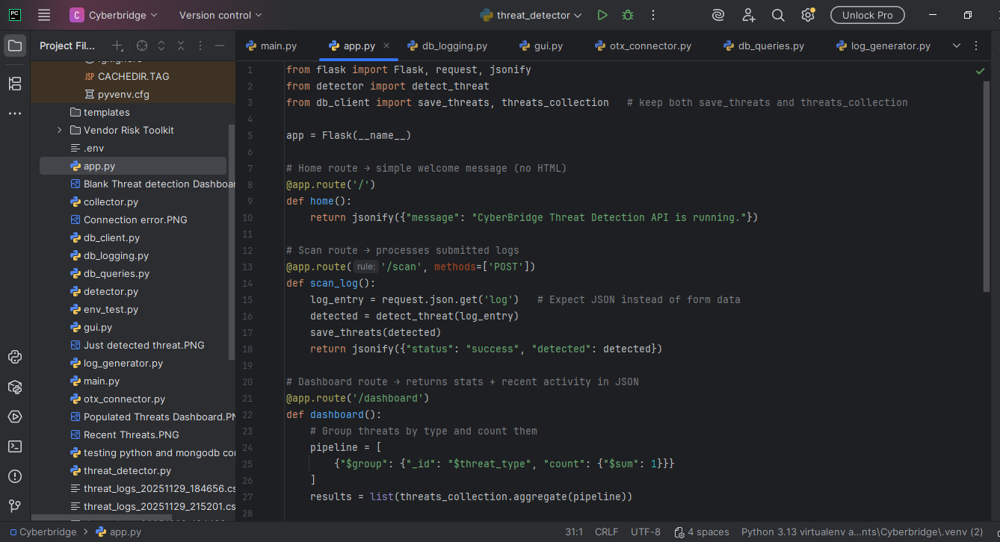 PC C Cyberbridge Version control threat_detector Unlock Pro
Project Fil...
main.py app.py db_logging.py gui.py otx_connector.py db_queries.py log_generator.py
JSP CACHEDIR.TAG
pyvenv.cfg
templates
Vendor Risk Toolkit
.env
app.py
Blank Threat detection Dashboar
collector.py
Connection error.PNG
db_client.py
db_logging.py
db_queries.py
detector.py
env_test.py
gui.py
Just detected threat.PNG
log_generator.py
main.py
otx_connector.py
Populated Threats Dashboard.PN
Recent Threats.PNG
testing python and mongodb co
threat_detector.py
threat_logs_20251129_184656.cs
threat_logs_20251129_215201.cs
1 from flask import Flask, request, jsonify
2 from detector import detect_threat
3 from db_client import save_threats, threats_collection # keep both save_threats and threats_collection
4
5 app = Flask(__name__)
6
7 # Home route → simple welcome message (no HTML)
8 @app.route('/')
9 def home():
10 return jsonify({"message": "CyberBridge Threat Detection API is running."})
11
12 # Scan route → processes submitted logs
13 @app.route( rule: '/scan', methods=['POST'])
14 def scan_log():
15 log_entry = request.json.get('log') # Expect JSON instead of form data
16 detected = detect_threat(log_entry)
17 save_threats(detected)
18 return jsonify({"status": "success", "detected": detected})
19
20 # Dashboard route → returns stats + recent activity in JSON
21 @app.route('/dashboard')
22 def dashboard():
23 # Group threats by type and count them
24 pipeline = [
25 {"$group": {"_id": "$threat_type", "count": {"$sum": 1}}}
26 ]
27 results = list(threats_collection.aggregate(pipeline))
28
Cyberbridge > app.py 31:1 CRLF UTF-8 4 spaces Python 3.13 virtualenv a...nts\Cyberbridge\.venv (2)